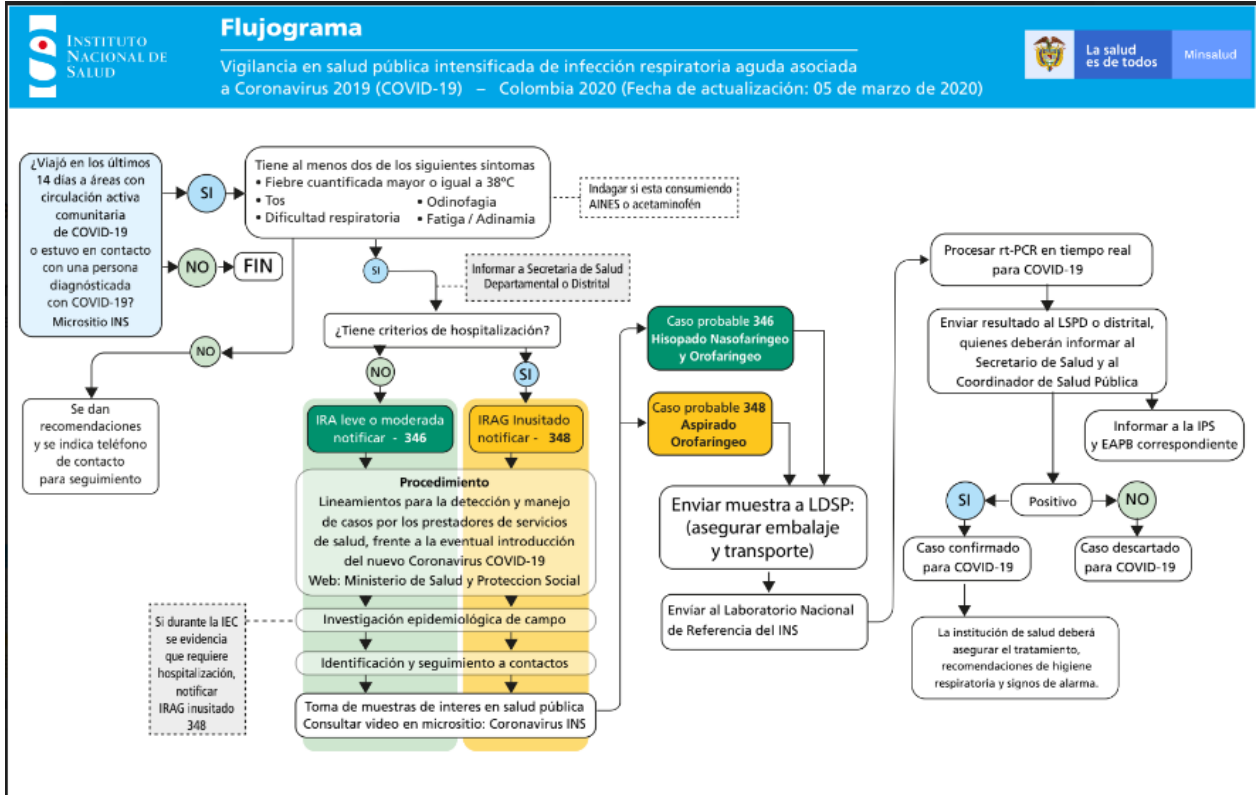 INSTITUTO
NACIONAL DE
SALUD
Flujograma
Vigilancia en salud pública intensificada de infección respiratoria aguda asociada
a Coronavirus 2019 (COVID-19) – Colombia 2020 (Fecha de actualización: 05 de marzo de 2020)
La salud
es de todos
Minsalud
¿Viajó en los últimos
14 días a áreas con
circulación activa
comunitaria
de COVID-19
o estuvo en contacto
con una persona
diagnósticada
con COVID-19?
Micrositio INS
SI
NO
FIN
Tiene al menos dos de los siguientes síntomas
• Fiebre cuantificada mayor o igual a 38°C
• Tos
• Odinofagia
• Dificultad respiratoria
• Fatiga / Adinamia
Indagar si esta consumiendo
AINES o acetaminofén
SI
Informar a Secretaria de Salud
Departamental o Distrital
NO
Se dan
recomendaciones
y se indica teléfono
de contacto
para seguimiento
¿Tiene criterios de hospitalización?
NO
SI
IRA leve o moderada
notificar - 346
IRAG Inusitado
notificar - 348
Procedimiento
Lineamientos para la detección y manejo
de casos por los prestadores de servicios
de salud, frente a la eventual introducción
del nuevo Coronavirus COVID-19
Web: Ministerio de Salud y Proteccion Social
Investigación epidemiológica de campo
Identificación y seguimiento a contactos
Toma de muestras de interes en salud pública
Consultar video en micrositio: Coronavirus INS
Si durante la IEC
se evidencia
que requiere
hospitalización,
notificar
IRAG inusitado
348
Caso probable 346
Hisopado Nasofaríngeo
y Orofaríngeo
Caso probable 348
Aspirado
Orofaríngeo
Enviar muestra a LDSP:
(asegurar embalaje
y transporte)
Enviar al Laboratorio Nacional
de Referencia del INS
Procesar rt-PCR en tiempo real
para COVID-19
Enviar resultado al LSPD o distrital,
quienes deberán informar al
Secretario de Salud y al
Coordinador de Salud Pública
Informar a la IPS
y EAPB correspondiente
SI
Positivo
NO
Caso confirmado
para COVID-19
Caso descartado
para COVID-19
La institución de salud deberá
asegurar el tratamiento,
recomendaciones de higiene
respiratoria y signos de alarma.